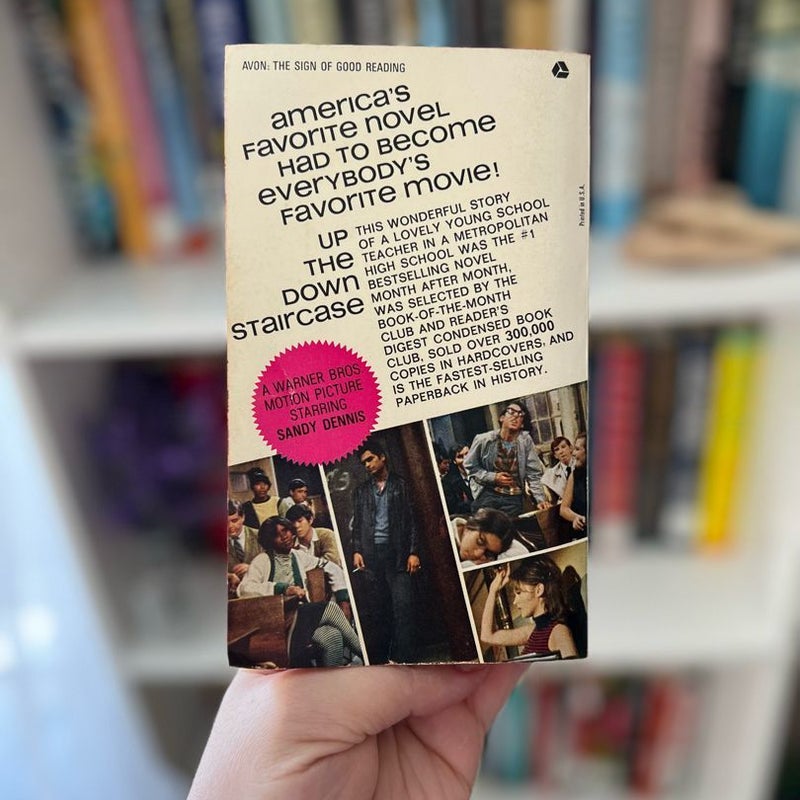 AVON: THE SIGN OF GOOD READING
america's
FAVORITE NOVEL
HAD TO BECOME
everYBODY'S
FAVORITE MOVIE!
UP
THE
DOWN
STAIRCASE
THIS WONDERFUL STORY
OF A LOVELY YOUNG SCHOOL
TEACHER IN A METROPOLITAN
HIGH SCHOOL WAS THE #1
BESTSELLING NOVEL
MONTH AFTER MONTH,
WAS SELECTED BY THE
BOOK-OF-THE-MONTH
CLUB AND READER'S
DIGEST CONDENSED BOOK
CLUB, SOLD OVER 300,000
COPIES IN HARDCOVERS, AND
IS THE FASTEST-SELLING
PAPERBACK IN HISTORY.
A WARNER BROS.
MOTION PICTURE
STARRING
SANDY DENNIS
Printed in U.S.A.